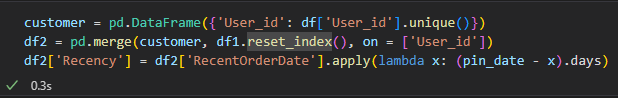 customer = pd.DataFrame({'User_id': df['User_id'].unique()})
df2 = pd.merge(customer, df1.reset_index(), on = ['User_id'])
df2['Recency'] = df2['RecentOrderDate'].apply(lambda x: (pin_date - x).days)
✓ 0.3s